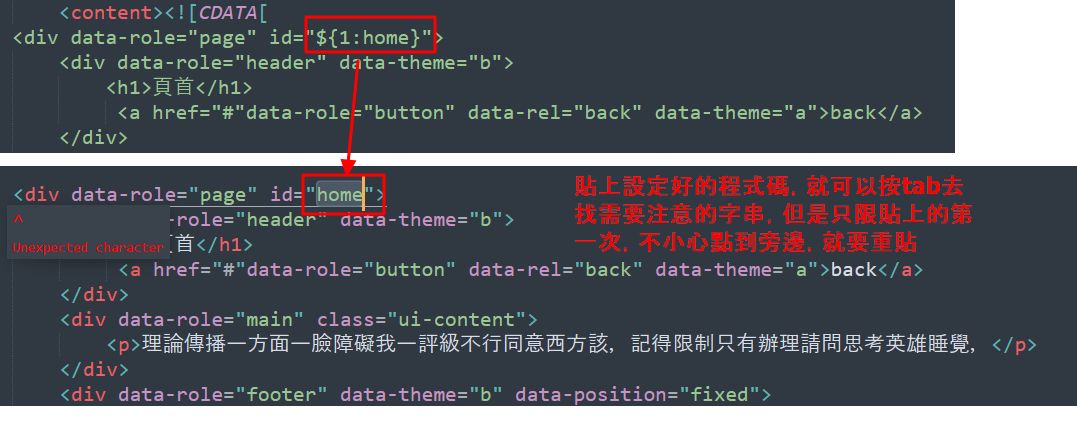 <content><![CDATA[
<div data-role="page" id="${1:home}">
<div data-role="header" data-theme="b">
<h1>頁首</h1>
<a href="#"data-role="button" data-rel="back" data-theme="a">back</a>
</div>
<div data-role="page" id="home">
-role="header" data-theme="b">
^
Unexpected character
頁首</h1>
<a href="#"data-role="button" data-rel="back" data-theme="a">back</a>
</div>
<div data-role="main" class="ui-content">
<p>理論傳播一方面一臉障礙我一評級不行同意西方該, 記得限制只有辦理請問思考英雄睡覺, </p>
</div>
<div data-role="footer" data-theme="b" data-position="fixed">
貼上設定好的程式碼, 就可以按tab去
找需要注意的字串, 但是只限貼上的第
一次, 不小心點到旁邊, 就要重貼